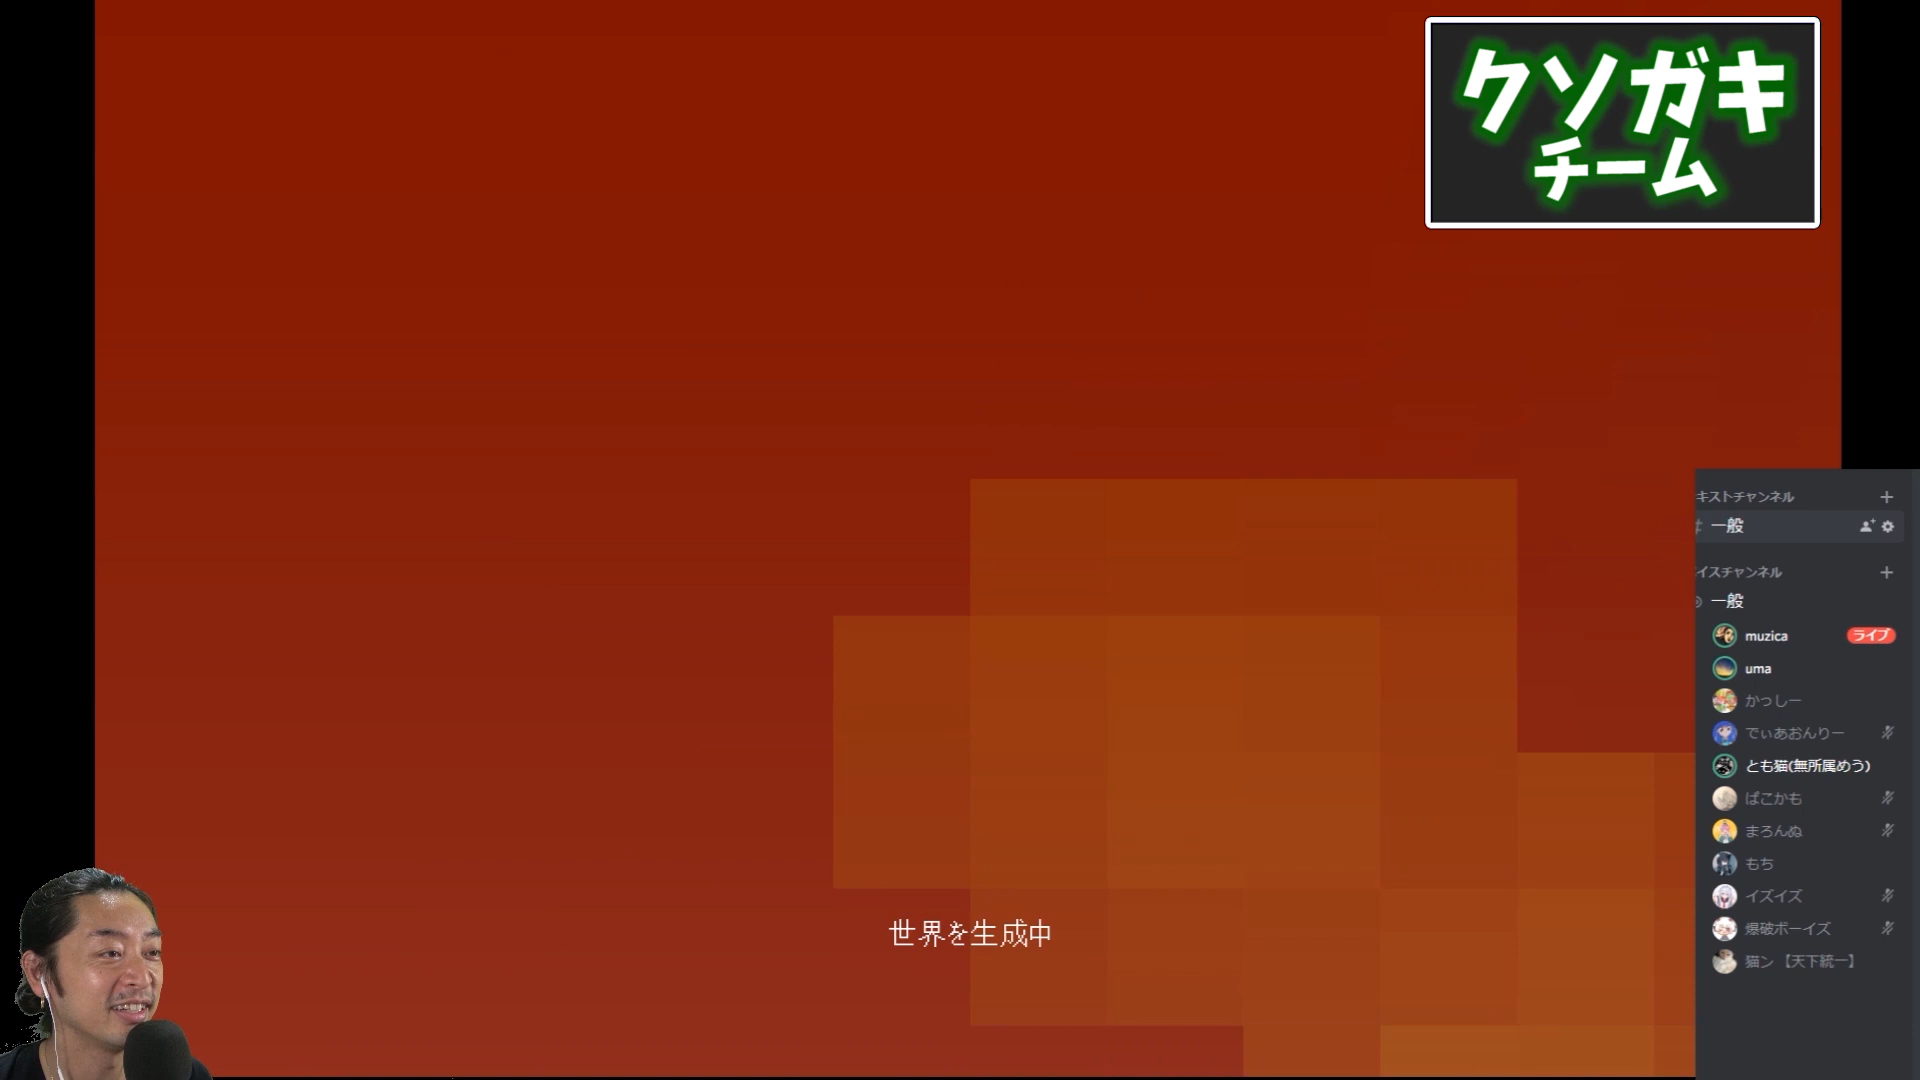 クソガキ
チーム
キストチャンネル
一般
イスチャンネル
一般
muzica
ライブ
uma
かっしー
でぃあおんりー
とも猫(無所属めう)
ぱこかも
まろんぬ
もち
イズイズ
爆破ボーイズ
猫ン【天下統一】
世界を生成中